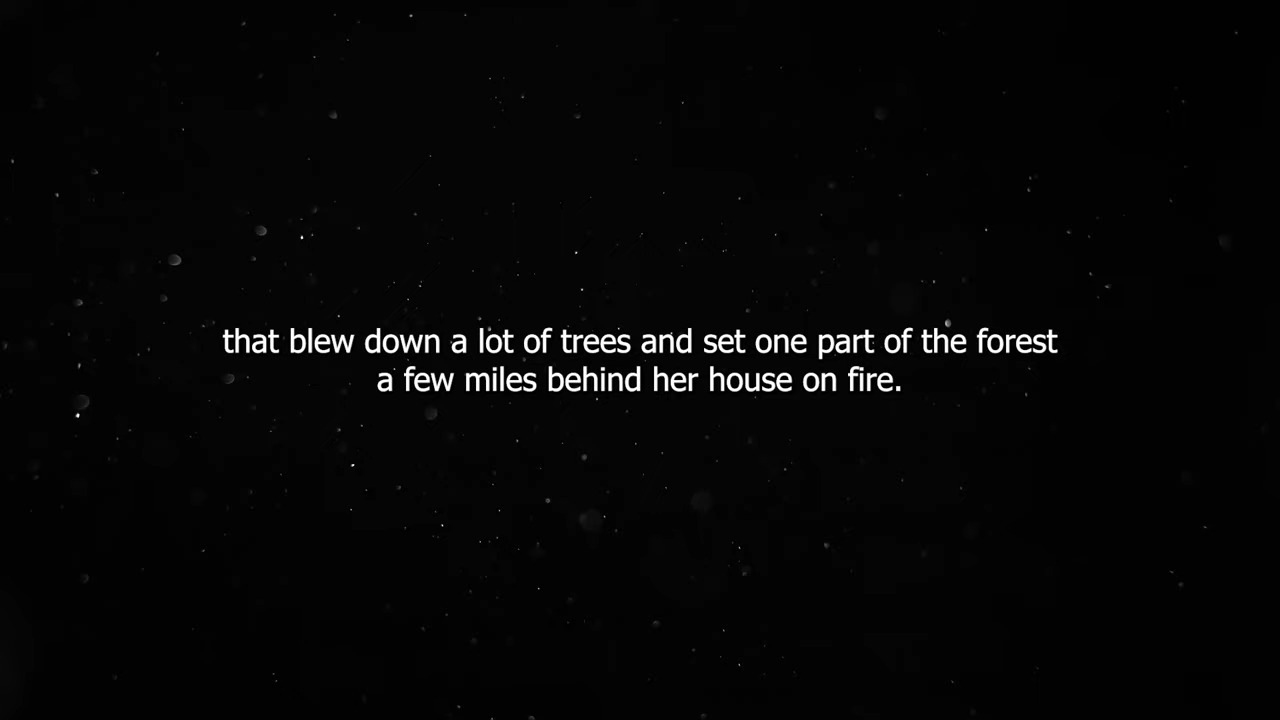 that blew down a lot of trees and set one part of the forest
a few miles behind her house on fire.